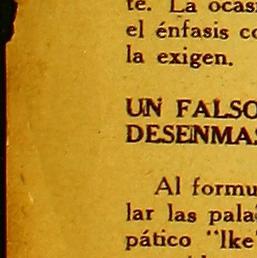 te. La ocas
el énfasis co
la exigen.
UN FALSO
DESENMAS
Al formu
lar las pala
pático "Ike"